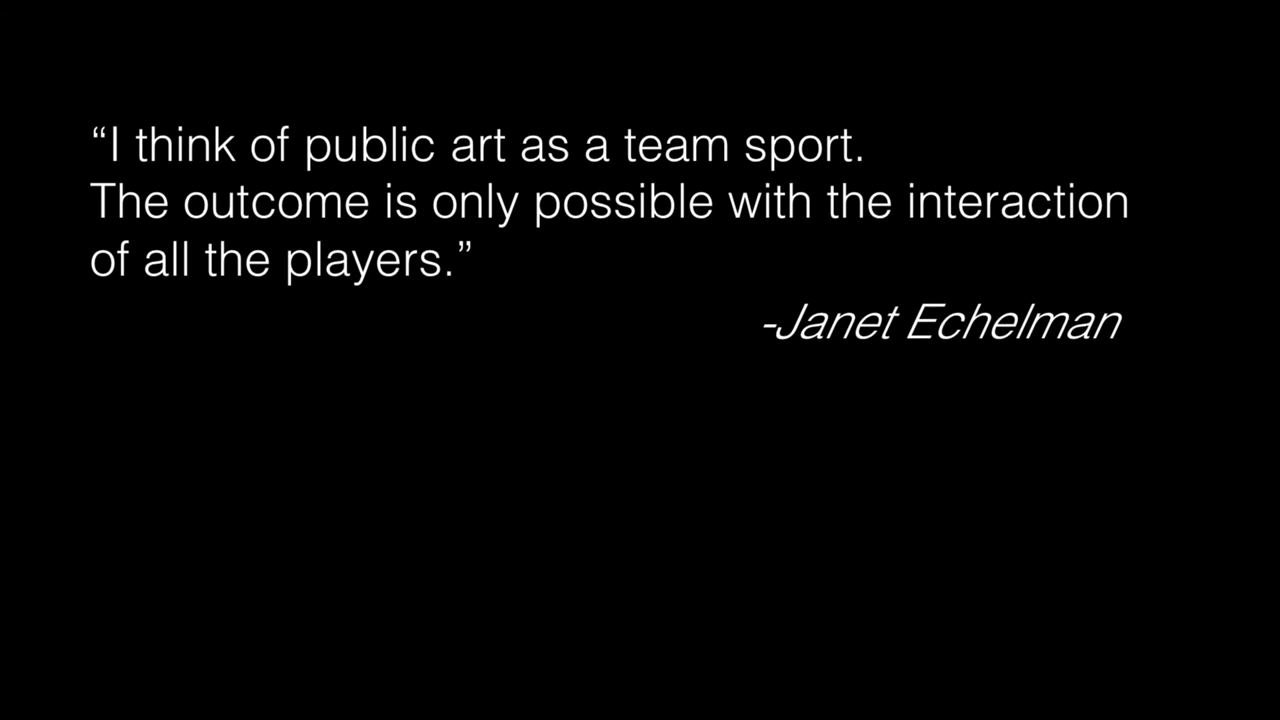 “I think of public art as a team sport.
The outcome is only possible with the interaction
of all the players.”
-Janet Echelman